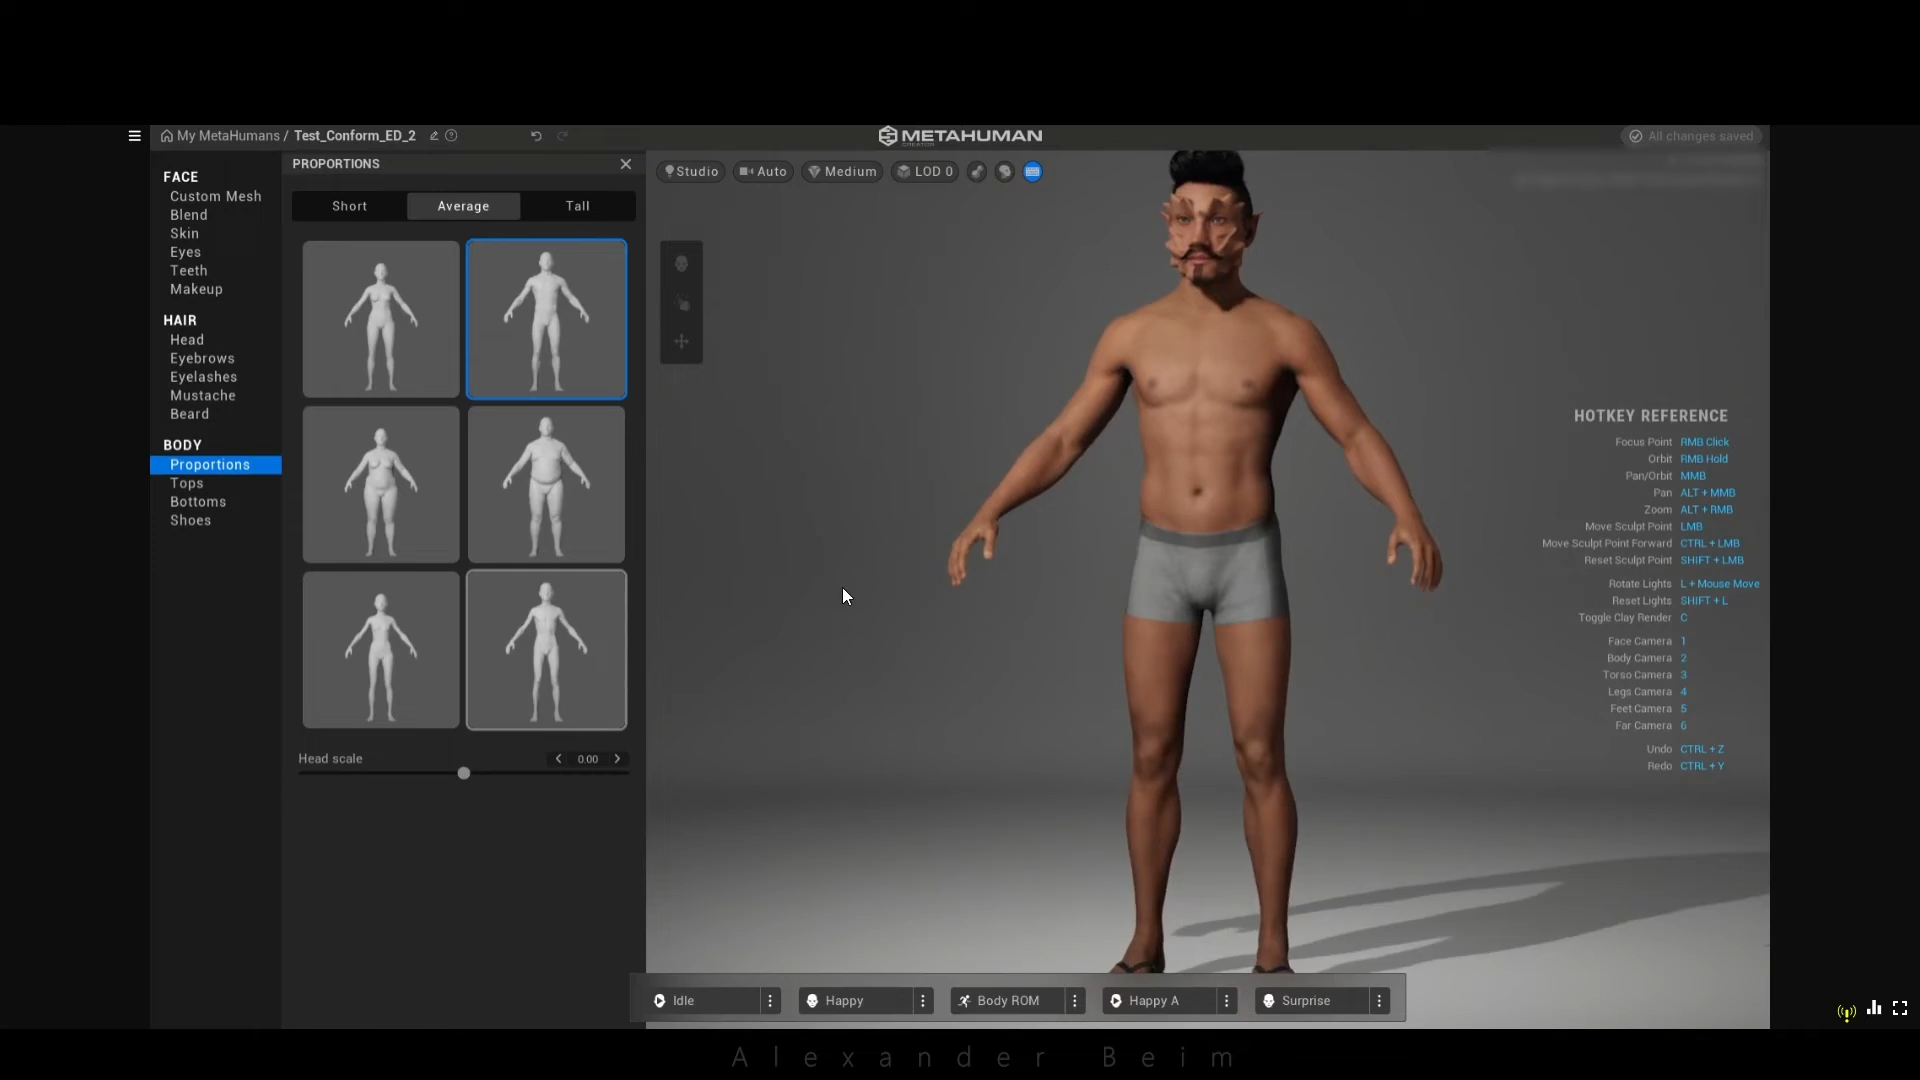 My MetaHumans / Test_Conform_ED_2
METAHUMAN
CREATOR
All changes saved
FACE
Custom Mesh
Blend
Skin
Eyes
Teeth
Makeup
HAIR
Head
Eyebrows
Eyelashes
Mustache
Beard
BODY
Proportions
Tops
Bottoms
Shoes
PROPORTIONS
Short Average Tall
Head scale 0.00
Studio Auto Medium LOD 0
HOTKEY REFERENCE
Focus Point RMB Click
Orbit RMB Hold
Pan/Orbit MMB
Pan ALT + MMB
Zoom ALT + RMB
Move Sculpt Point LMB
Move Sculpt Point Forward CTRL + LMB
Reset Sculpt Point SHIFT + LMB
Rotate Lights L + Mouse Move
Reset Lights SHIFT + L
Toggle Clay Render C
Face Camera 1
Body Camera 2
Torso Camera 3
Legs Camera 4
Feet Camera 5
Far Camera 6
Undo CTRL + Z
Redo CTRL + Y
Idle Happy Body ROM Happy A Surprise
Alexander Beim